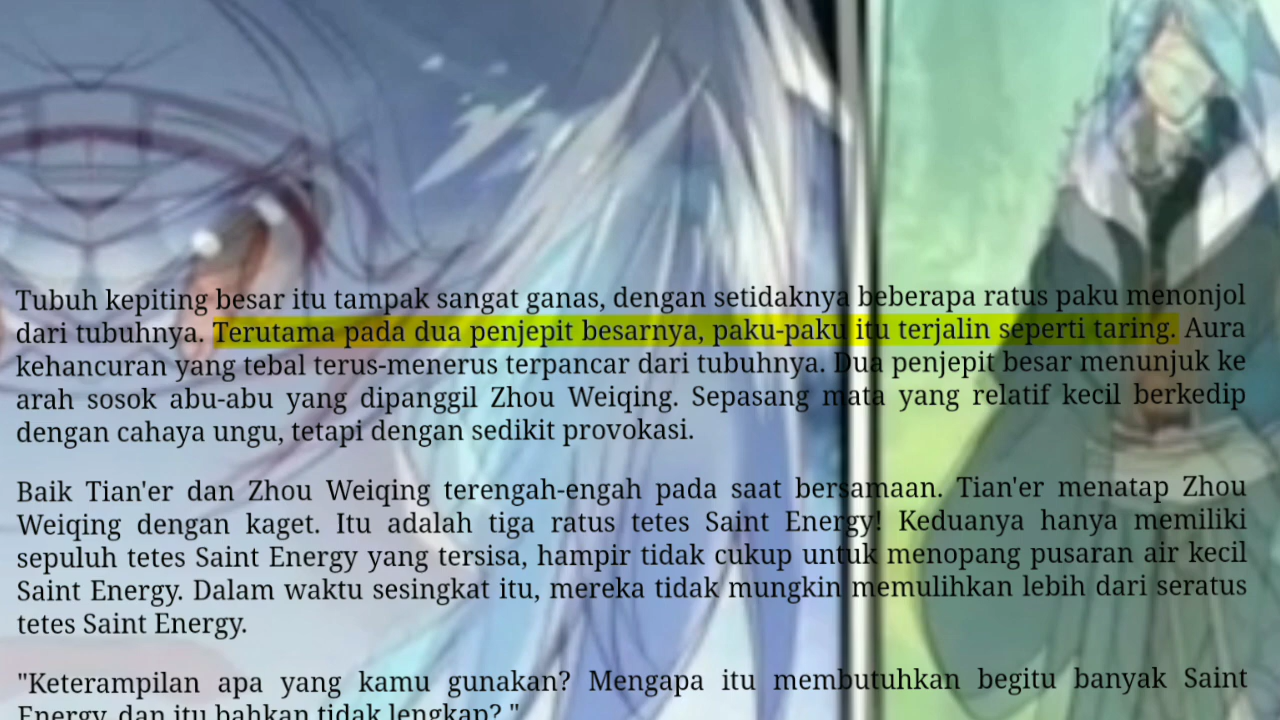 Tubuh kepiting besar itu tampak sangat ganas, dengan setidaknya beberapa ratus paku menonjol
dari tubuhnya. Terutama pada dua penjepit besarnya, paku-paku itu terjalin seperti taring. Aura
kehancuran yang tebal terus-menerus terpancar dari tubuhnya. Dua penjepit besar menunjuk ke
arah sosok abu-abu yang dipanggil Zhou Weiqing. Sepasang mata yang relatif kecil berkedip
dengan cahaya ungu, tetapi dengan sedikit provokasi.
Baik Tian'er dan Zhou Weiqing terengah-engah pada saat bersamaan. Tian'er menatap Zhou
Weiqing dengan kaget. Itu adalah tiga ratus tetes Saint Energy! Keduanya hanya memiliki
sepuluh tetes Saint Energy yang tersisa, hampir tidak cukup untuk menopang pusaran air kecil
Saint Energy. Dalam waktu sesingkat itu, mereka tidak mungkin memulihkan lebih dari seratus
tetes Saint Energy.
"Keterampilan apa yang kamu gunakan? Mengapa itu membutuhkan begitu banyak Saint
Energy, dan itu bahkan tidak lengkap? "